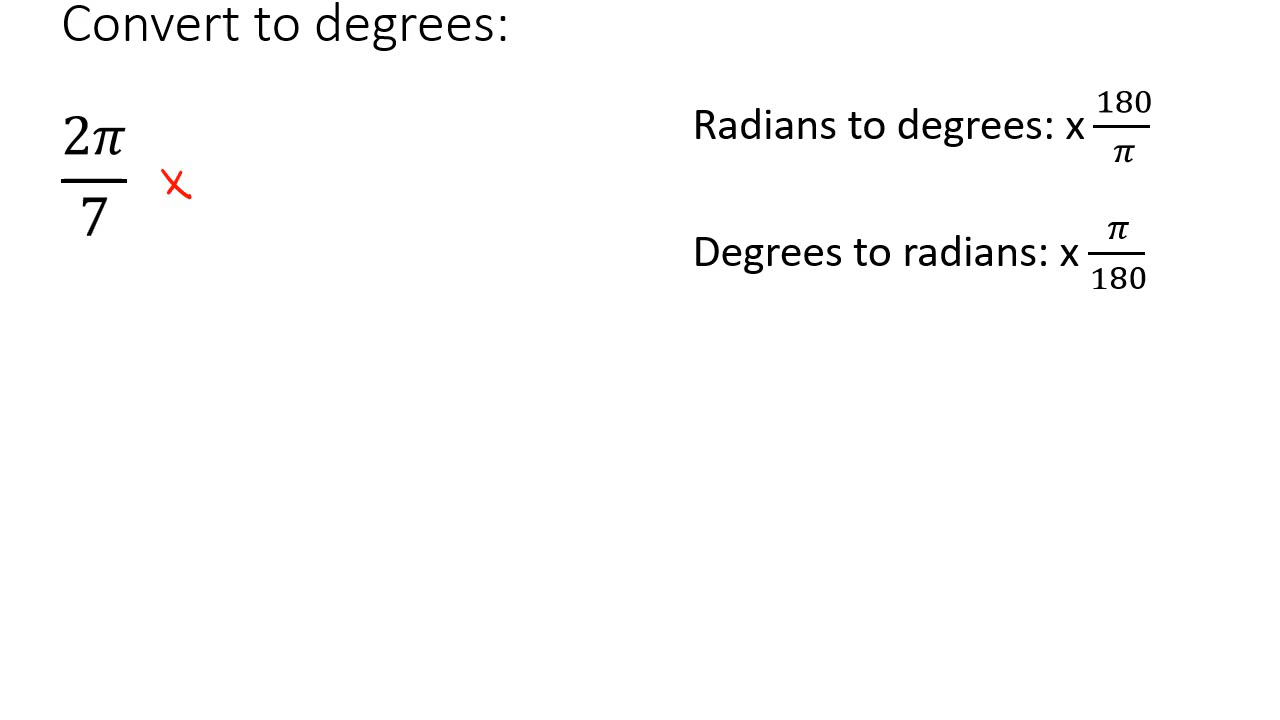 Convert to degrees:
2π/7 x
Radians to degrees: x 180/π
Degrees to radians: x π/180